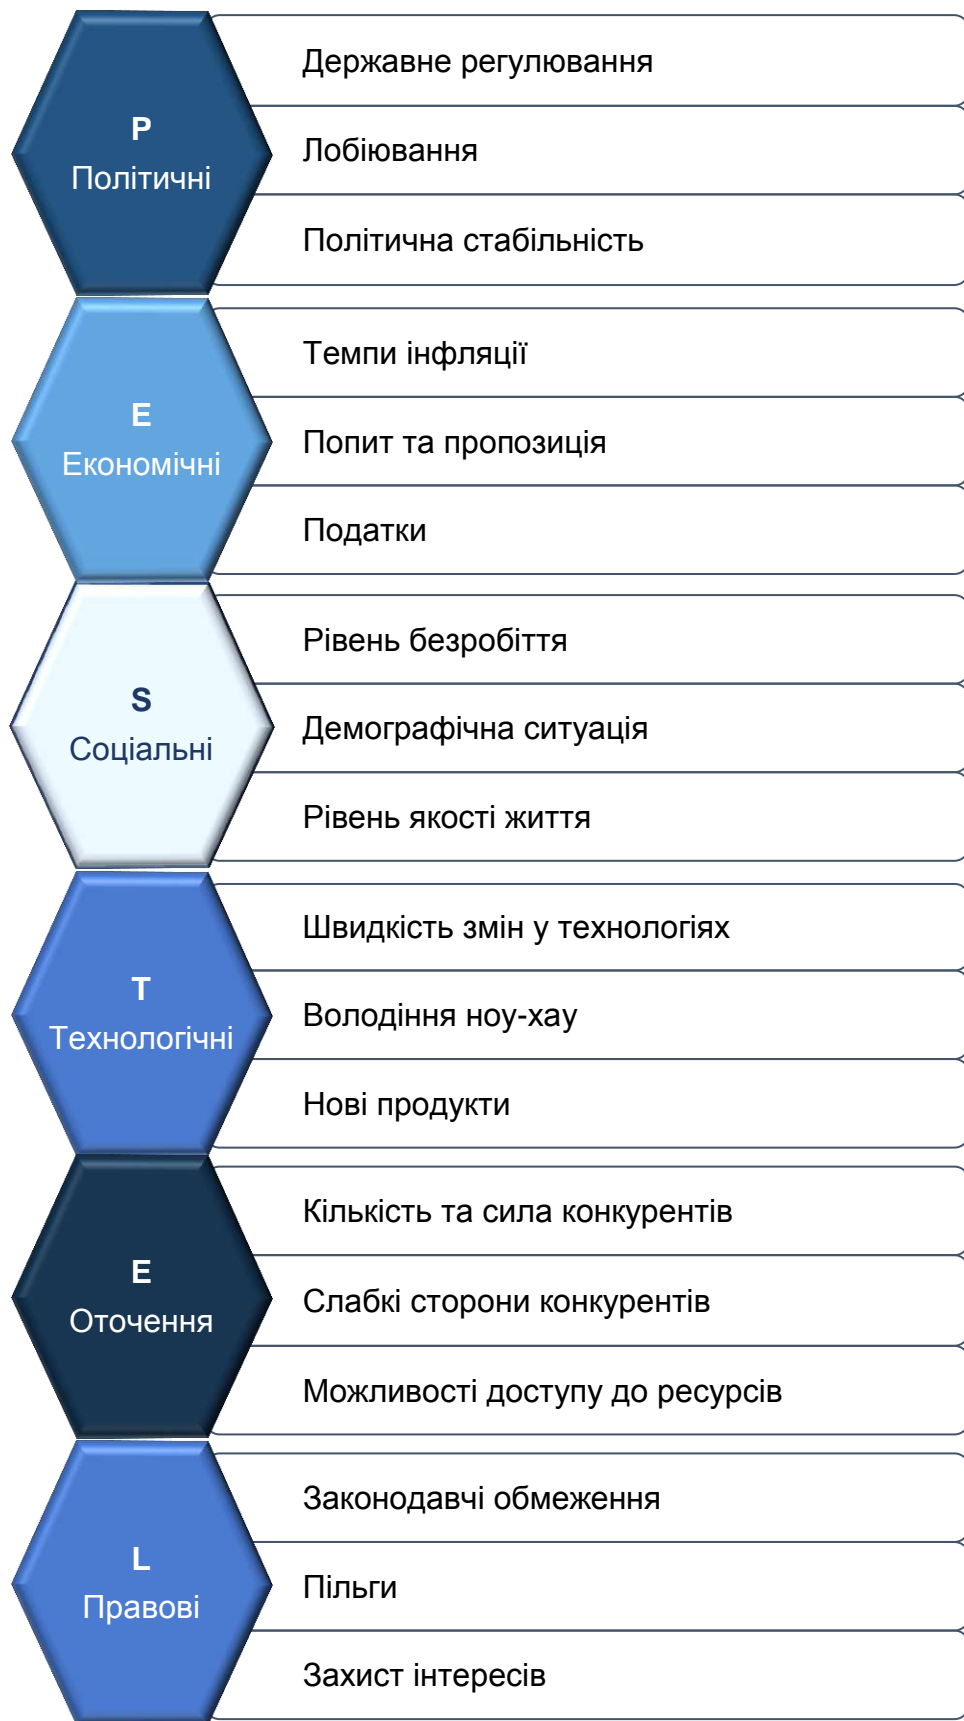 P
Політичні
Державне регулювання
Лобіювання
Політична стабільність
E
Економічні
Темпи інфляції
Попит та пропозиція
Податки
S
Соціальні
Рівень безробіття
Демографічна ситуація
Рівень якості життя
T
Технологічні
Швидкість змін у технологіях
Володіння ноу-хау
Нові продукти
E
Оточення
Кількість та сила конкурентів
Слабкі сторони конкурентів
Можливості доступу до ресурсів
L
Правові
Законодавчі обмеження
Пільги
Захист інтересів